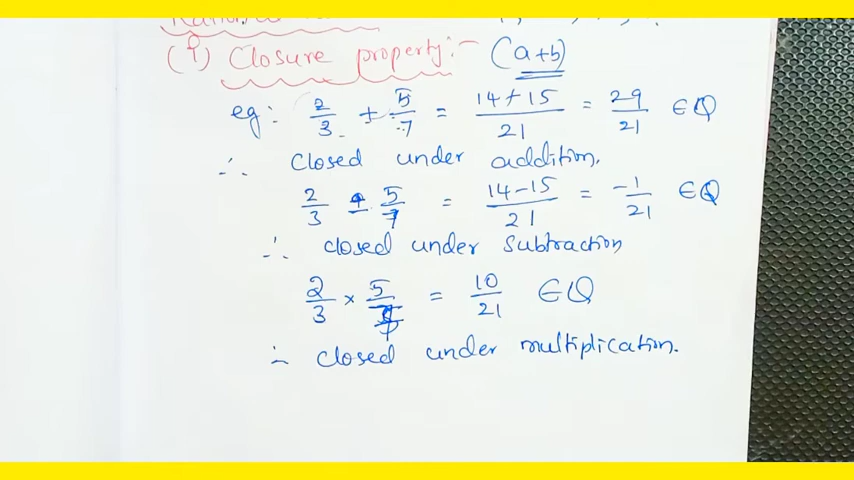 (i) Closure property:- (a+b)
eg: 2/3 + 5/7 = 14+15/21 = 29/21 ∈ Q
∴ closed under addition.
2/3 - 5/7 = 14-15/21 = -1/21 ∈ Q
∴ closed under subtraction
2/3 × 5/7 = 10/21 ∈ Q
∴ closed under multiplication.